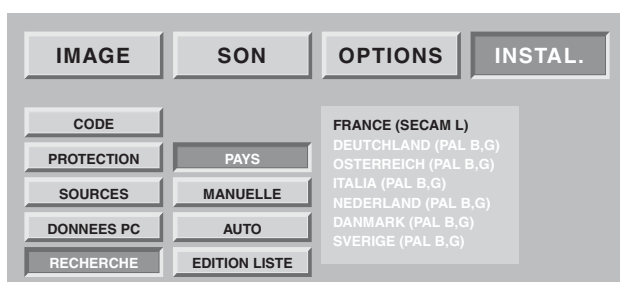 IMAGE SON OPTIONS INSTAL.
CODE
PROTECTION
SOURCES
DONNEES PC
RECHERCHE
PAYS
MANUELLE
AUTO
EDITION LISTE
FRANCE (SECAM L)
DEUTCHLAND (PAL B,G)
OSTERREICH (PAL B,G)
ITALIA (PAL B,G)
NEDERLAND (PAL B,G)
DANMARK (PAL B,G)
SVERIGE (PAL B,G)